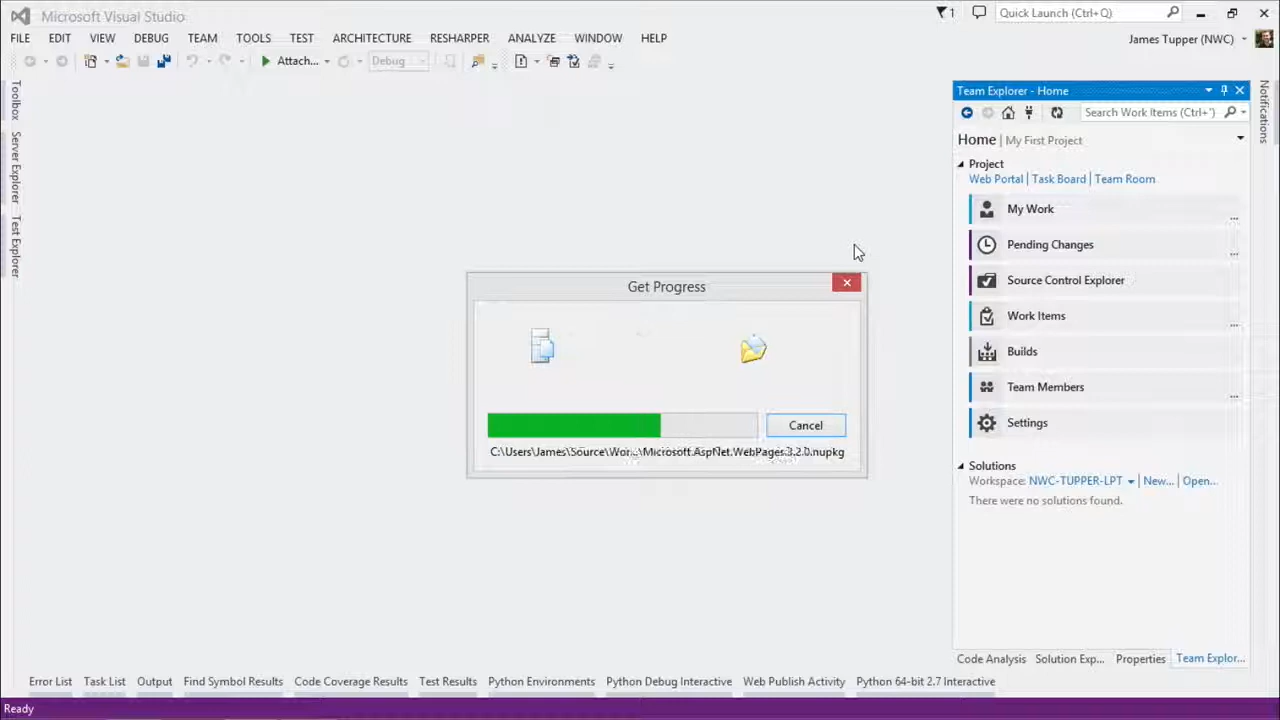 Microsoft Visual Studio
1
Quick Launch (Ctrl+Q)
FILE EDIT VIEW DEBUG TEAM TOOLS TEST ARCHITECTURE RESHARPER ANALYZE WINDOW HELP
James Tupper (NWC)
Attach...
Debug
Toolbox
Server Explorer
Test Explorer
Team Explorer - Home
Notifications
Search Work Items (Ctrl+')
Home | My First Project
Project
Web Portal | Task Board | Team Room
My Work
...
Pending Changes
...
Source Control Explorer
Work Items
...
Builds
Team Members
...
Settings
Solutions
Workspace: NWC-TUPPER-LPT | New... | Open...
There were no solutions found.
Get Progress
Cancel
C:\Users\James\Source\Wor...\Microsoft.AspNet.WebPages.3.2.0.nupkg
Code Analysis Solution Exp... Properties Team Explor...
Error List Task List Output Find Symbol Results Code Coverage Results Test Results Python Environments Python Debug Interactive Web Publish Activity Python 64-bit 2.7 Interactive
Ready